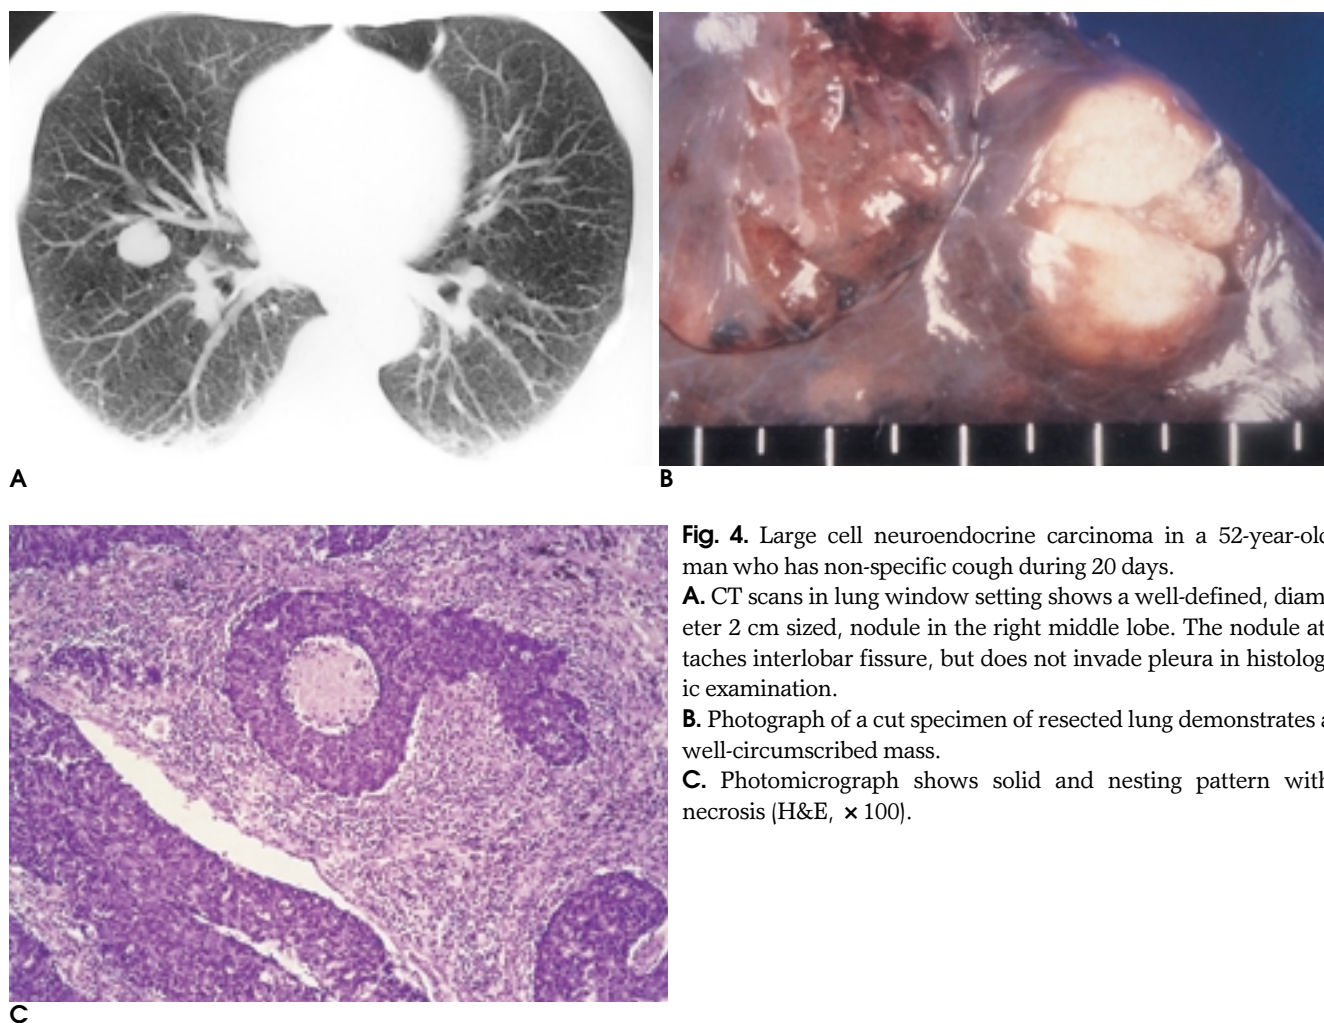 A
B
Fig. 4. Large cell neuroendocrine carcinoma in a 52-year-old
man who has non-specific cough during 20 days.
A. CT scans in lung window setting shows a well-defined, diam
eter 2 cm sized, nodule in the right middle lobe. The nodule at
taches interlobar fissure, but does not invade pleura in histolog
ic examination.
B. Photograph of a cut specimen of resected lung demonstrates a
well-circumscribed mass.
C. Photomicrograph shows solid and nesting pattern with
necrosis (H&E, × 100).
C